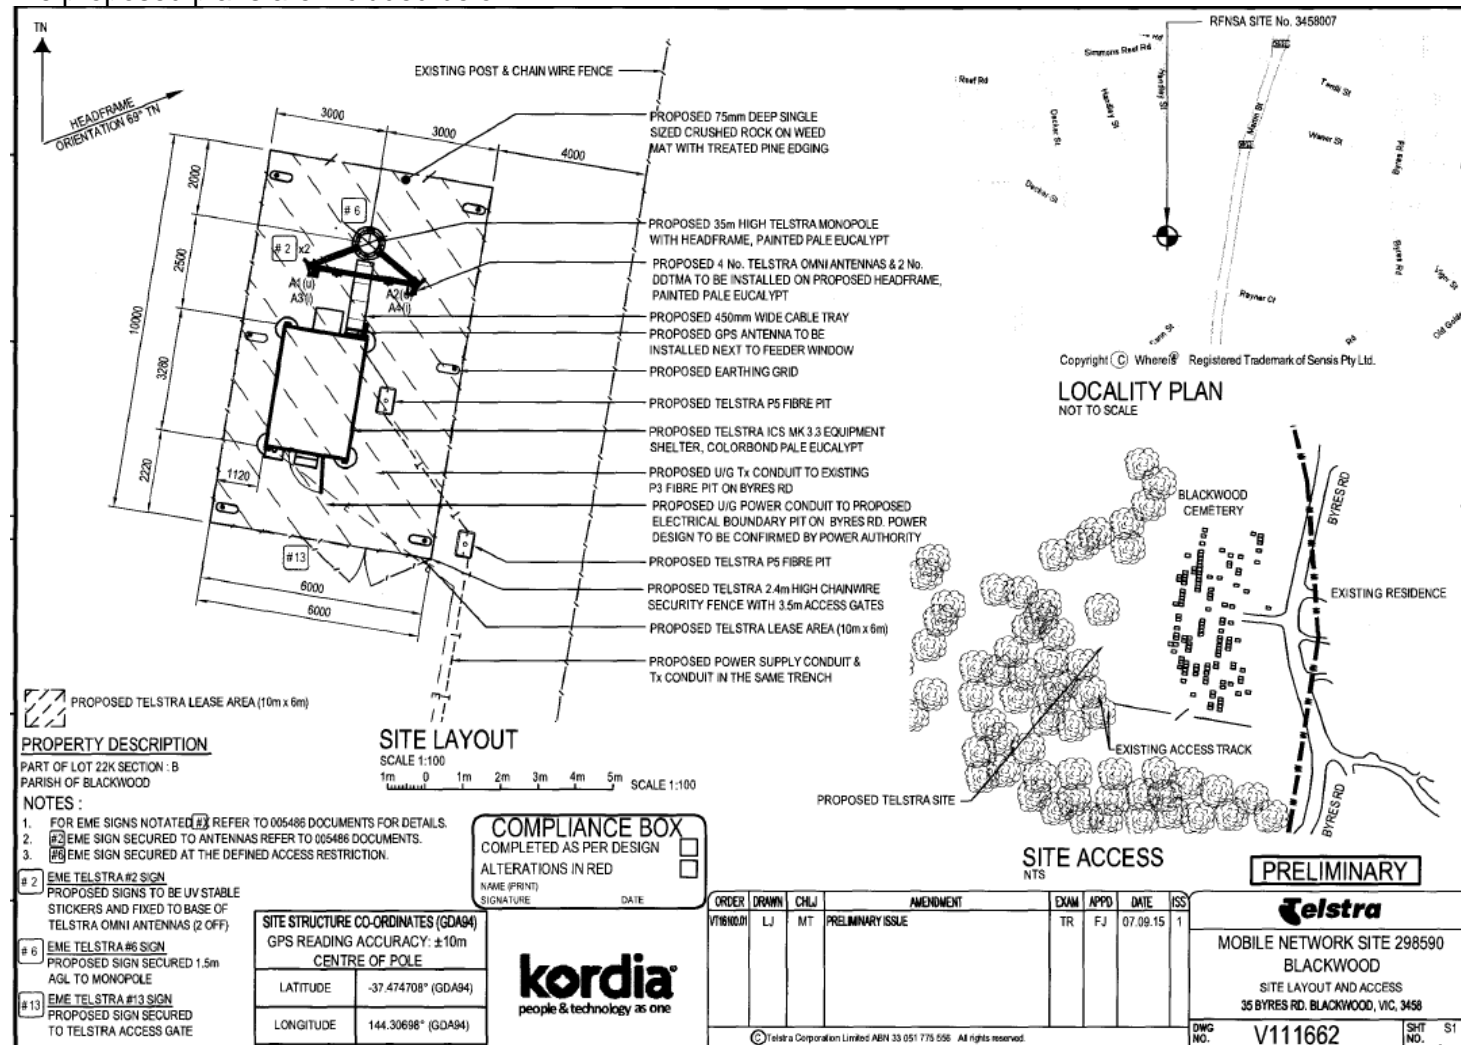 TN
HEADFRAME
ORIENTATION 69° TN
EXISTING POST & CHAIN WIRE FENCE
3000
3000
4000
2000
2500
10000
3280
2220
1120
6000
6000
# 6
# 2 x2
A1(u)
A3(i)
A4(i)
#13
PROPOSED 75mm DEEP SINGLE
SIZED CRUSHED ROCK ON WEED
MAT WITH TREATED PINE EDGING
PROPOSED 35m HIGH TELSTRA MONOPOLE
WITH HEADFRAME, PAINTED PALE EUCALYPT
PROPOSED 4 No. TELSTRA OMNI ANTENNAS & 2 No.
DDTMA TO BE INSTALLED ON PROPOSED HEADFRAME,
PAINTED PALE EUCALYPT
PROPOSED 450mm WIDE CABLE TRAY
PROPOSED GPS ANTENNA TO BE
INSTALLED NEXT TO FEEDER WINDOW
PROPOSED EARTHING GRID
PROPOSED TELSTRA P5 FIBRE PIT
PROPOSED TELSTRA ICS MK3.3 EQUIPMENT
SHELTER, COLORBOND PALE EUCALYPT
PROPOSED U/G Tx CONDUIT TO EXISTING
P3 FIBRE PIT ON BYRES RD
PROPOSED U/G POWER CONDUIT TO PROPOSED
ELECTRICAL BOUNDARY PIT ON BYRES RD. POWER
DESIGN TO BE CONFIRMED BY POWER AUTHORITY
PROPOSED TELSTRA P5 FIBRE PIT
PROPOSED TELSTRA 2.4m HIGH CHAINWIRE
SECURITY FENCE WITH 3.5m ACCESS GATES
PROPOSED TELSTRA LEASE AREA (10m x 6m)
PROPOSED POWER SUPPLY CONDUIT &
Tx CONDUIT IN THE SAME TRENCH
PROPOSED TELSTRA LEASE AREA (10m x 6m)
SITE LAYOUT
SCALE 1:100
1m 0 1m 2m 3m 4m 5m SCALE 1:100
PROPERTY DESCRIPTION
PART OF LOT 22K SECTION : B
PARISH OF BLACKWOOD
NOTES :
1. FOR EME SIGNS NOTATED #X REFER TO 005486 DOCUMENTS FOR DETAILS.
2. #2 EME SIGN SECURED TO ANTENNAS REFER TO 005486 DOCUMENTS.
3. #6 EME SIGN SECURED AT THE DEFINED ACCESS RESTRICTION.
# 2 EME TELSTRA #2 SIGN
PROPOSED SIGNS TO BE UV STABLE
STICKERS AND FIXED TO BASE OF
TELSTRA OMNI ANTENNAS (2 OFF)
# 6 EME TELSTRA #6 SIGN
PROPOSED SIGN SECURED 1.5m
AGL TO MONOPOLE
#13 EME TELSTRA #13 SIGN
PROPOSED SIGN SECURED
TO TELSTRA ACCESS GATE
COMPLIANCE BOX
COMPLETED AS PER DESIGN
ALTERATIONS IN RED
NAME (PRINT)
SIGNATURE DATE
SITE STRUCTURE CO-ORDINATES (GDA94)
GPS READING ACCURACY: ±10m
CENTRE OF POLE
LATITUDE -37.474708° (GDA94)
LONGITUDE 144.30698° (GDA94)
kordia
people & technology as one
RFNSA SITE No. 3458007
Simmons Reef Rd
Reef Rd
Hardley St
Decker St
Martin St
Byres Rd
Byres Rd
Rayner Ct
Vigor St
Rd
Copyright © Whereis® Registered Trademark of Sensis Pty Ltd.
LOCALITY PLAN
NOT TO SCALE
BLACKWOOD
CEMETERY
BYRES RD
EXISTING RESIDENCE
EXISTING ACCESS TRACK
PROPOSED TELSTRA SITE
BYRES RD
SITE ACCESS
NTS
PRELIMINARY
ORDER DRAWN CHKJ AMENDMENT EXAM APPD DATE ISS
VT16100.01 LJ MT PRELIMINARY ISSUE TR FJ 07.09.15 1
© Telstra Corporation Limited ABN 33 051 775 556 All rights reserved.
Telstra
MOBILE NETWORK SITE 298590
BLACKWOOD
SITE LAYOUT AND ACCESS
35 BYRES RD. BLACKWOOD, VIC, 3458
DWG NO. V111662 SHT NO. S1